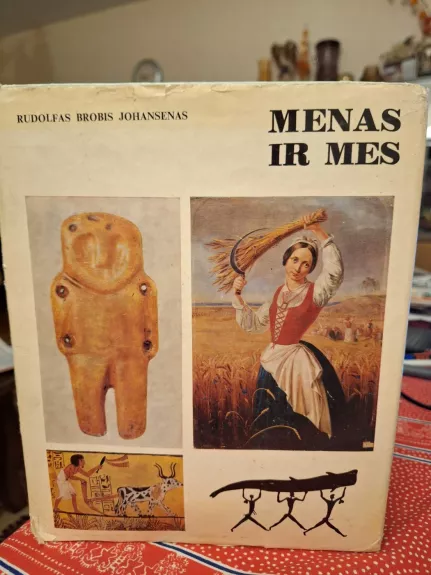 RUDOLFAS BROBIS JOHANSENAS
MENAS
IR MES